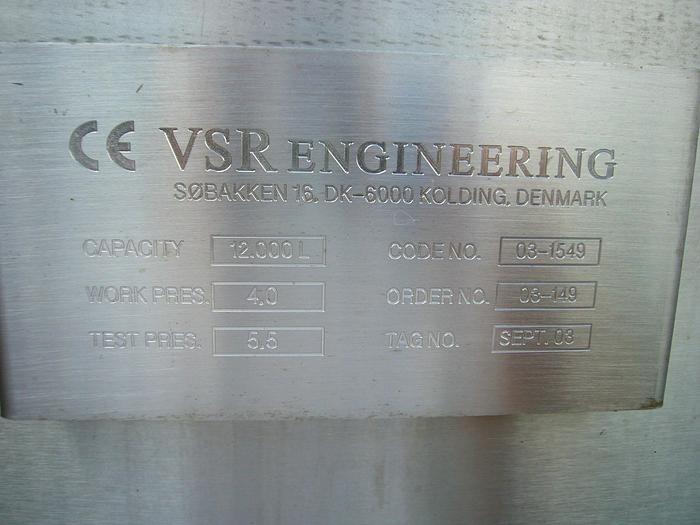 CE VSR ENGINEERING
SØBAKKEN 16. DK-6000 KOLDING, DENMARK
CAPACITY 12.000 L CODE NO. 03-1549
WORK PRES. 4,0 ORDER NO. 03-149
TEST PRES. 5,5 TAG NO. SEPT. 03